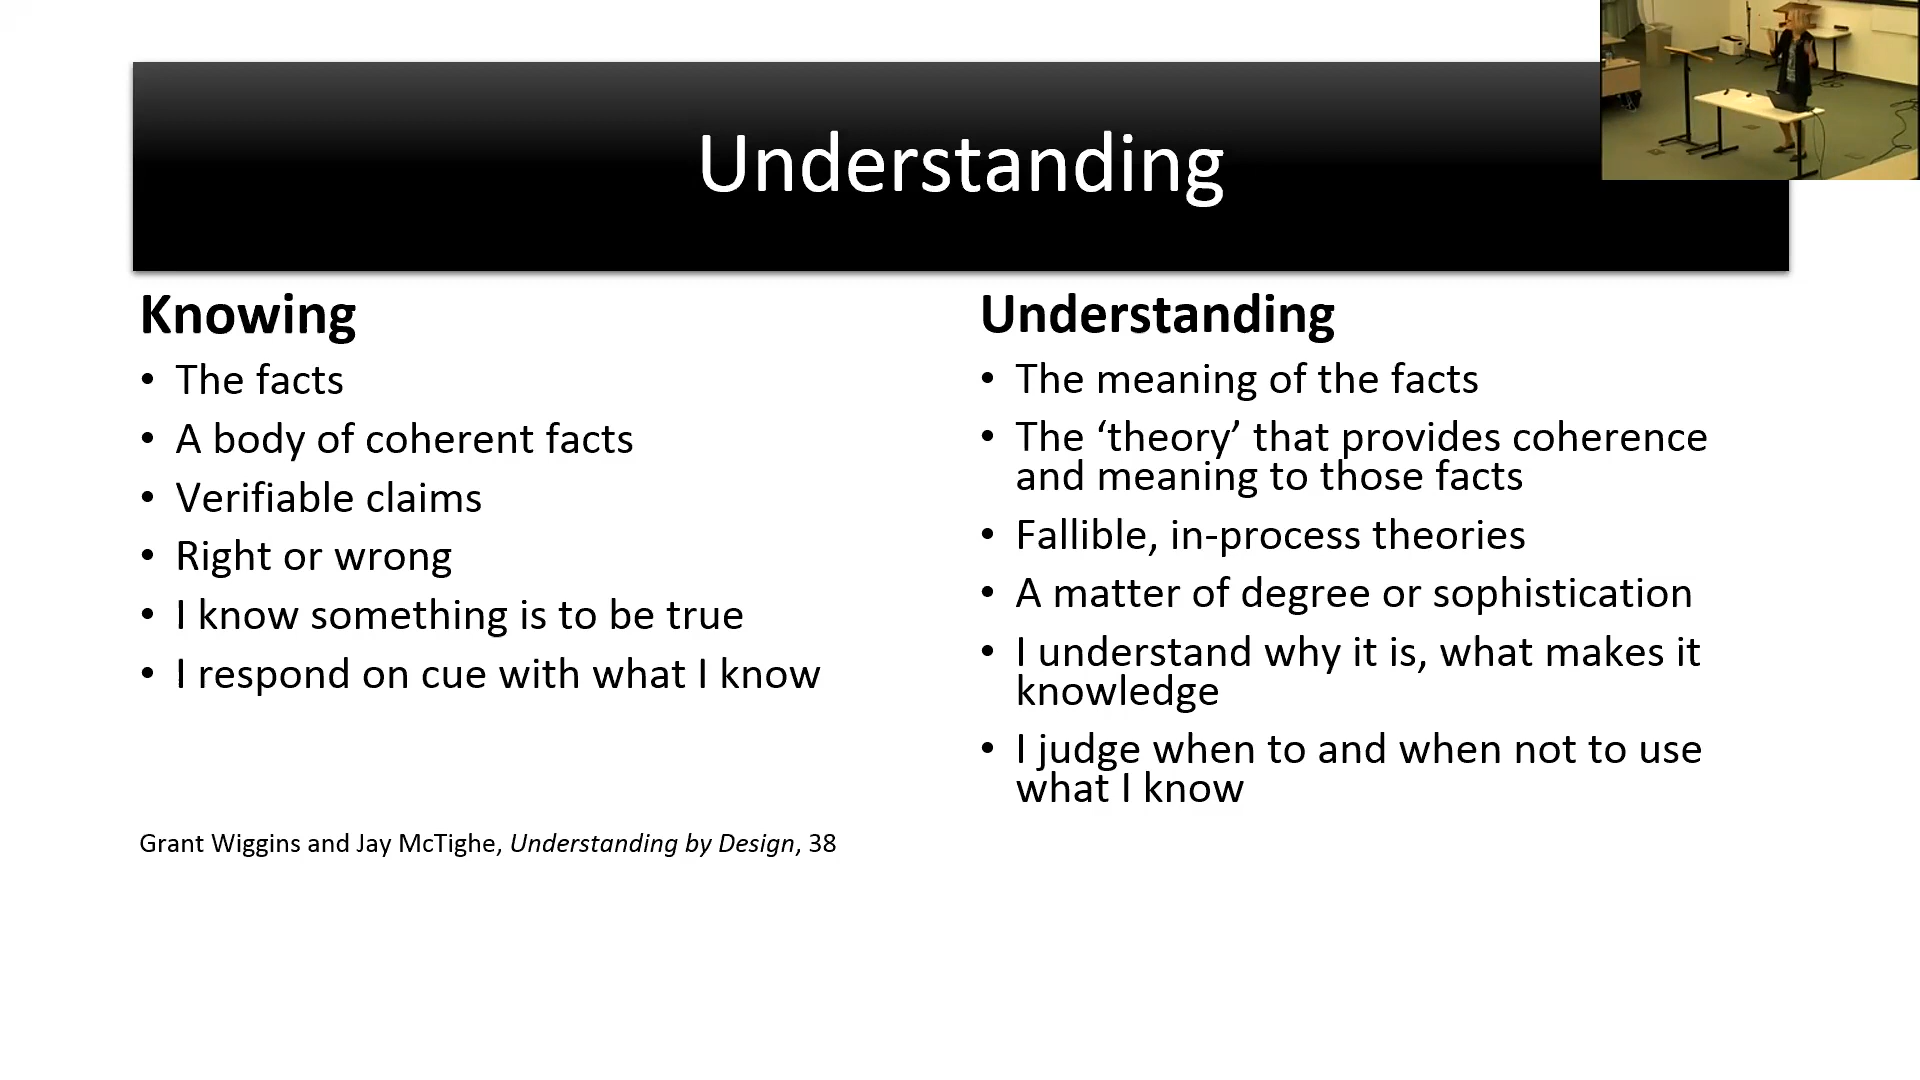 Understanding
Knowing
• The facts
• A body of coherent facts
• Verifiable claims
• Right or wrong
• I know something is to be true
• I respond on cue with what I know
Understanding
• The meaning of the facts
• The ‘theory’ that provides coherence
and meaning to those facts
• Fallible, in-process theories
• A matter of degree or sophistication
• I understand why it is, what makes it
knowledge
• I judge when to and when not to use
what I know
Grant Wiggins and Jay McTighe, Understanding by Design, 38